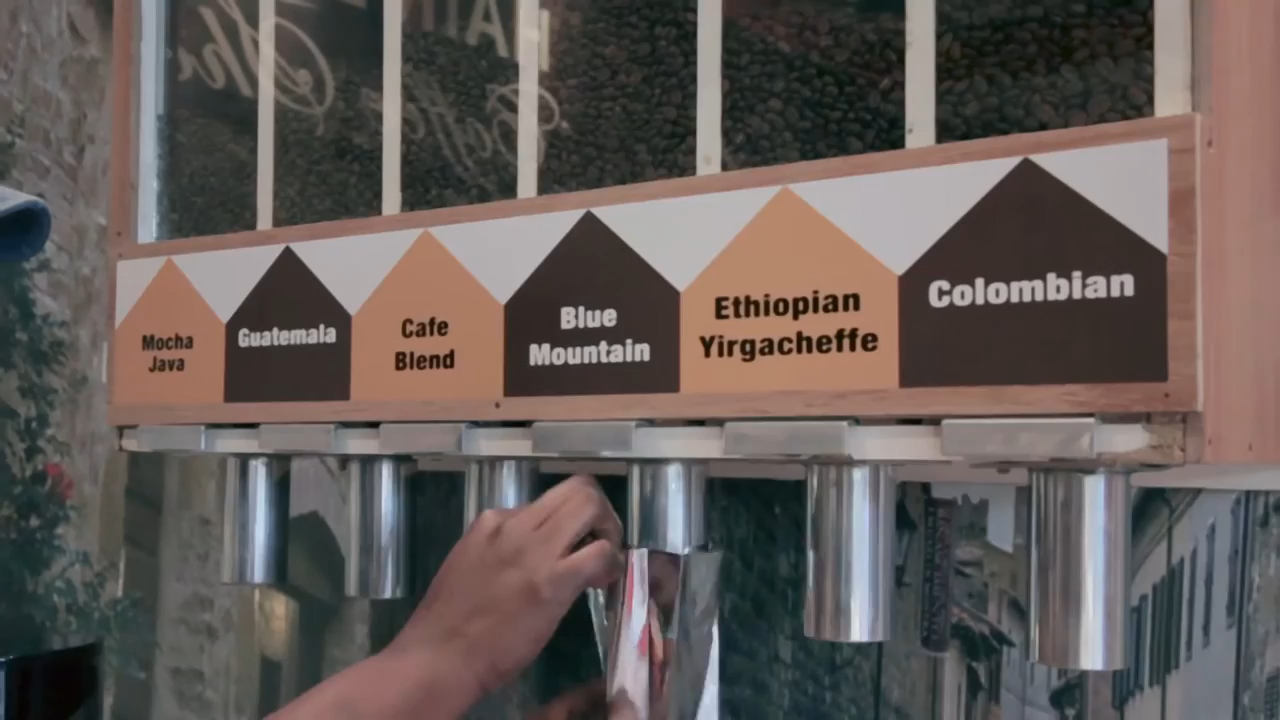 Mocha
Java
Guatemala
Cafe
Blend
Blue
Mountain
Ethiopian
Yirgacheffe
Colombian